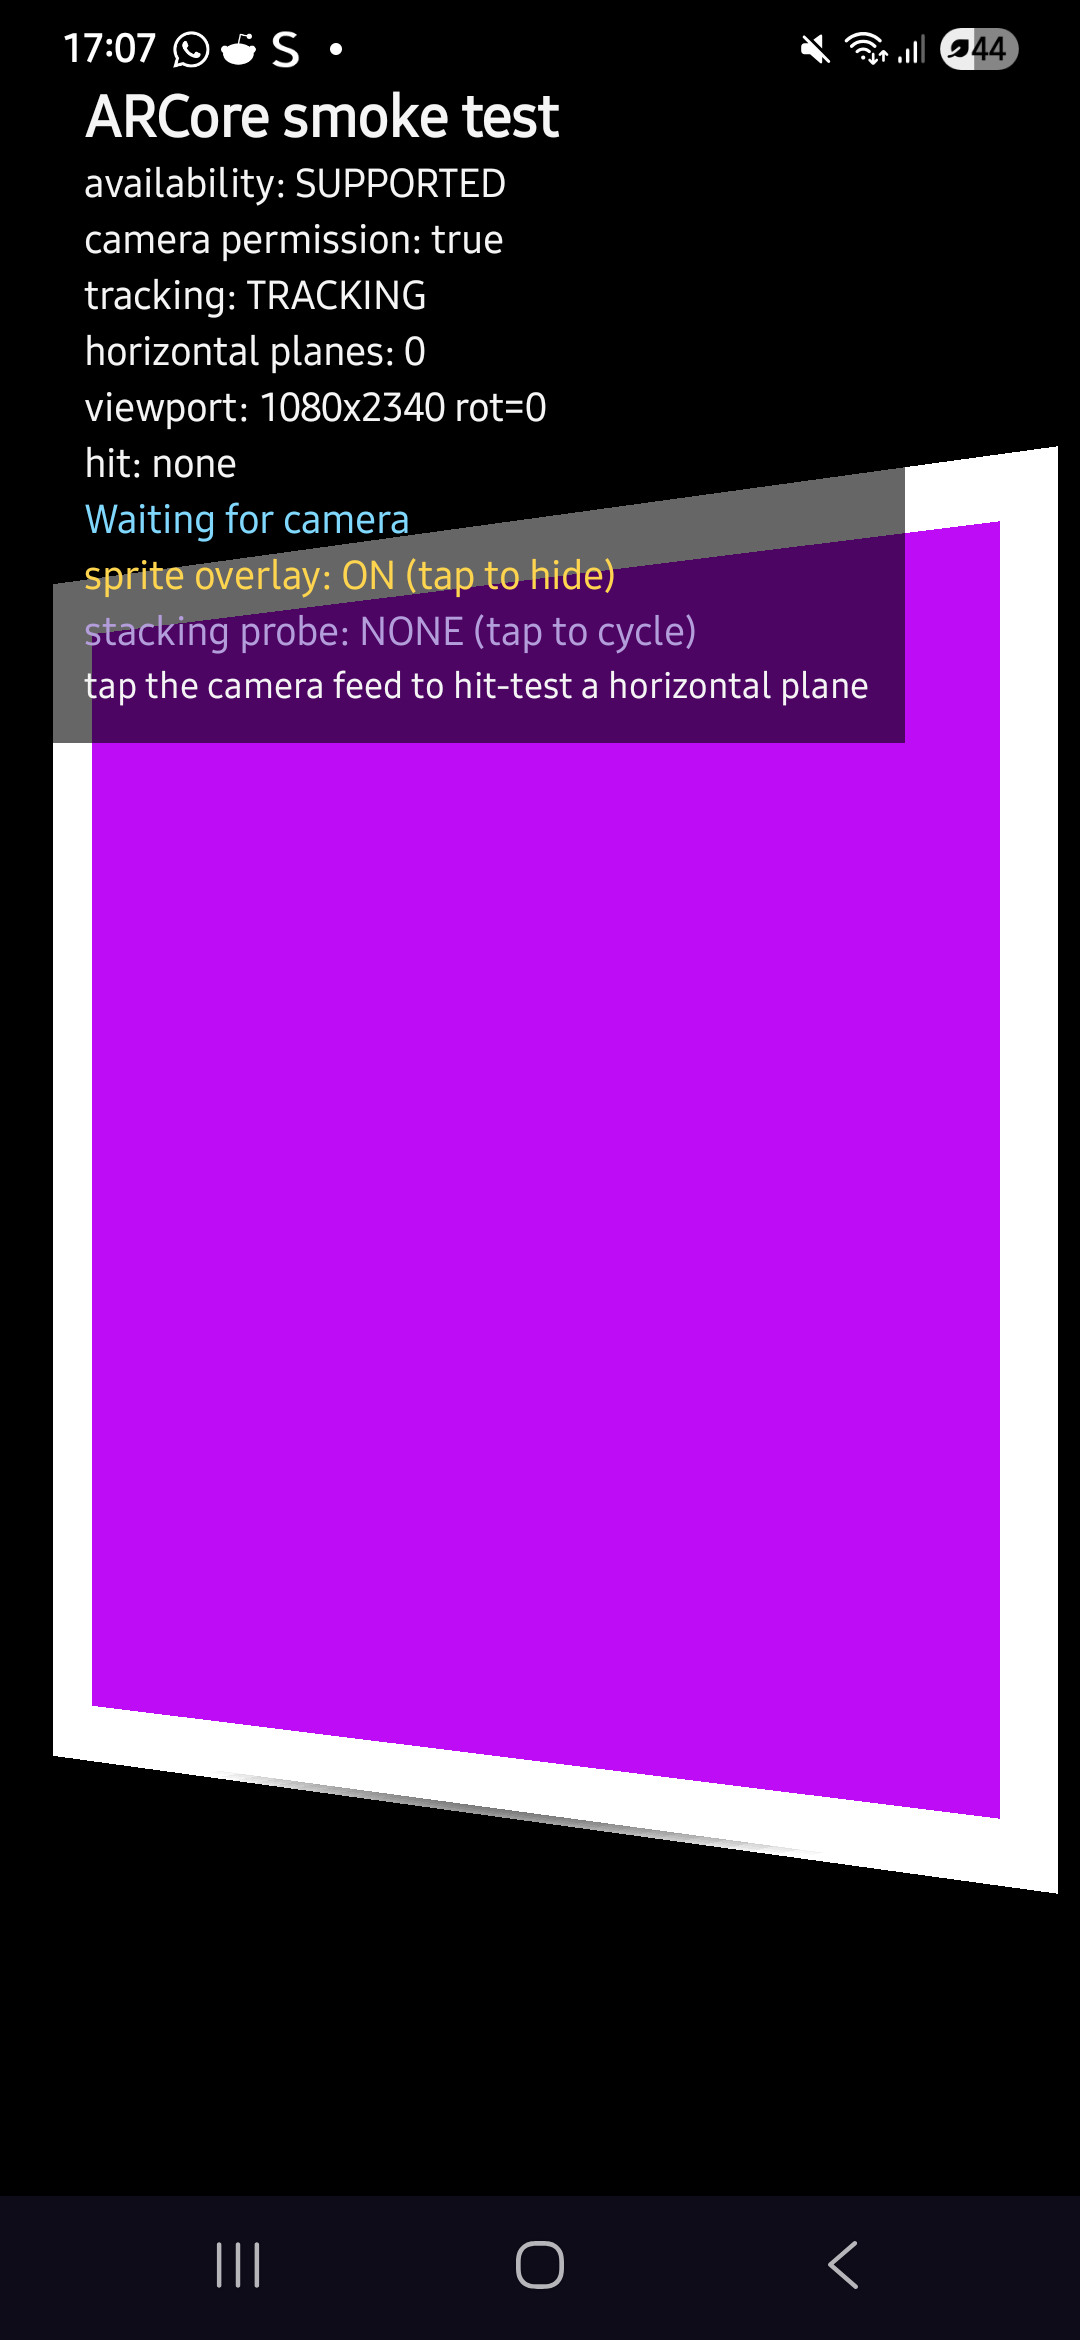 17:07 S 44
ARCore smoke test
availability: SUPPORTED
camera permission: true
tracking: TRACKING
horizontal planes: 0
viewport: 1080x2340 rot=0
hit: none
Waiting for camera
sprite overlay: ON (tap to hide)
stacking probe: NONE (tap to cycle)
tap the camera feed to hit-test a horizontal plane